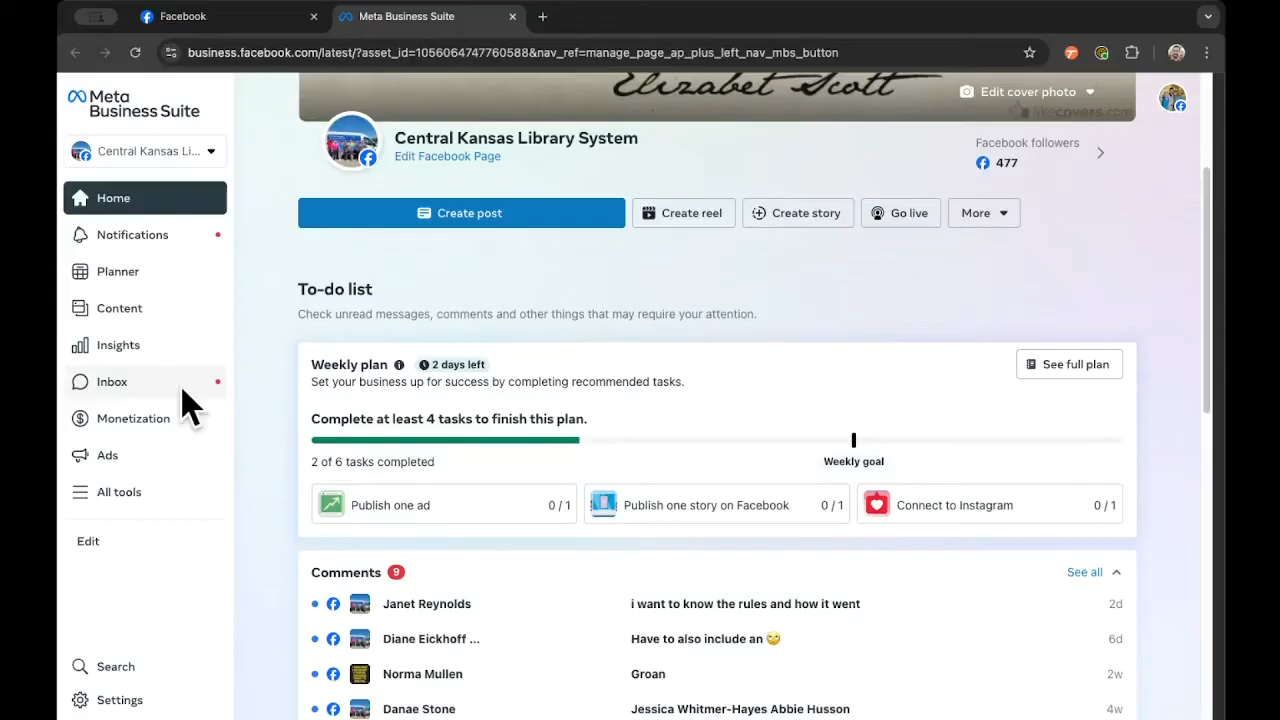 Facebook
Meta Business Suite
business.facebook.com/latest/?asset_id=1056064747760588&nav_ref=manage_page_ap_plus_left_nav_mbs_button
Meta
Business Suite
Central Kansas Li...
Home
Notifications
Planner
Content
Insights
Inbox
Monetization
Ads
All tools
Edit
Search
Settings
Elizabet Scott
Edit cover photo
likecovers.com
Central Kansas Library System
Edit Facebook Page
Facebook followers
477
Create post
Create reel
Create story
Go live
More
To-do list
Check unread messages, comments and other things that may require your attention.
Weekly plan
2 days left
See full plan
Set your business up for success by completing recommended tasks.
Complete at least 4 tasks to finish this plan.
2 of 6 tasks completed
Weekly goal
Publish one ad 0 / 1
Publish one story on Facebook 0 / 1
Connect to Instagram 0 / 1
Comments 9
See all
Janet Reynolds i want to know the rules and how it went 2d
Diane Eickhoff ... Have to also include an 🙄 6d
Norma Mullen Groan 2w
Danae Stone Jessica Whitmer-Hayes Abbie Husson 4w